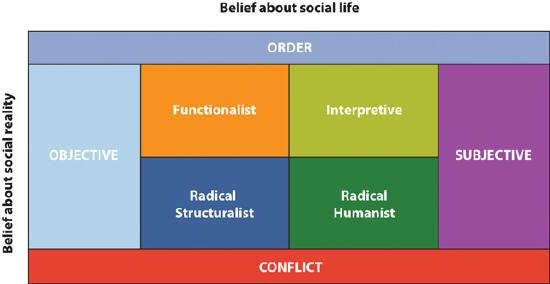 Belief about social life
ORDER
Belief about social reality
OBJECTIVE
Functionalist
Interpretive
SUBJECTIVE
Radical
Structuralist
Radical
Humanist
CONFLICT